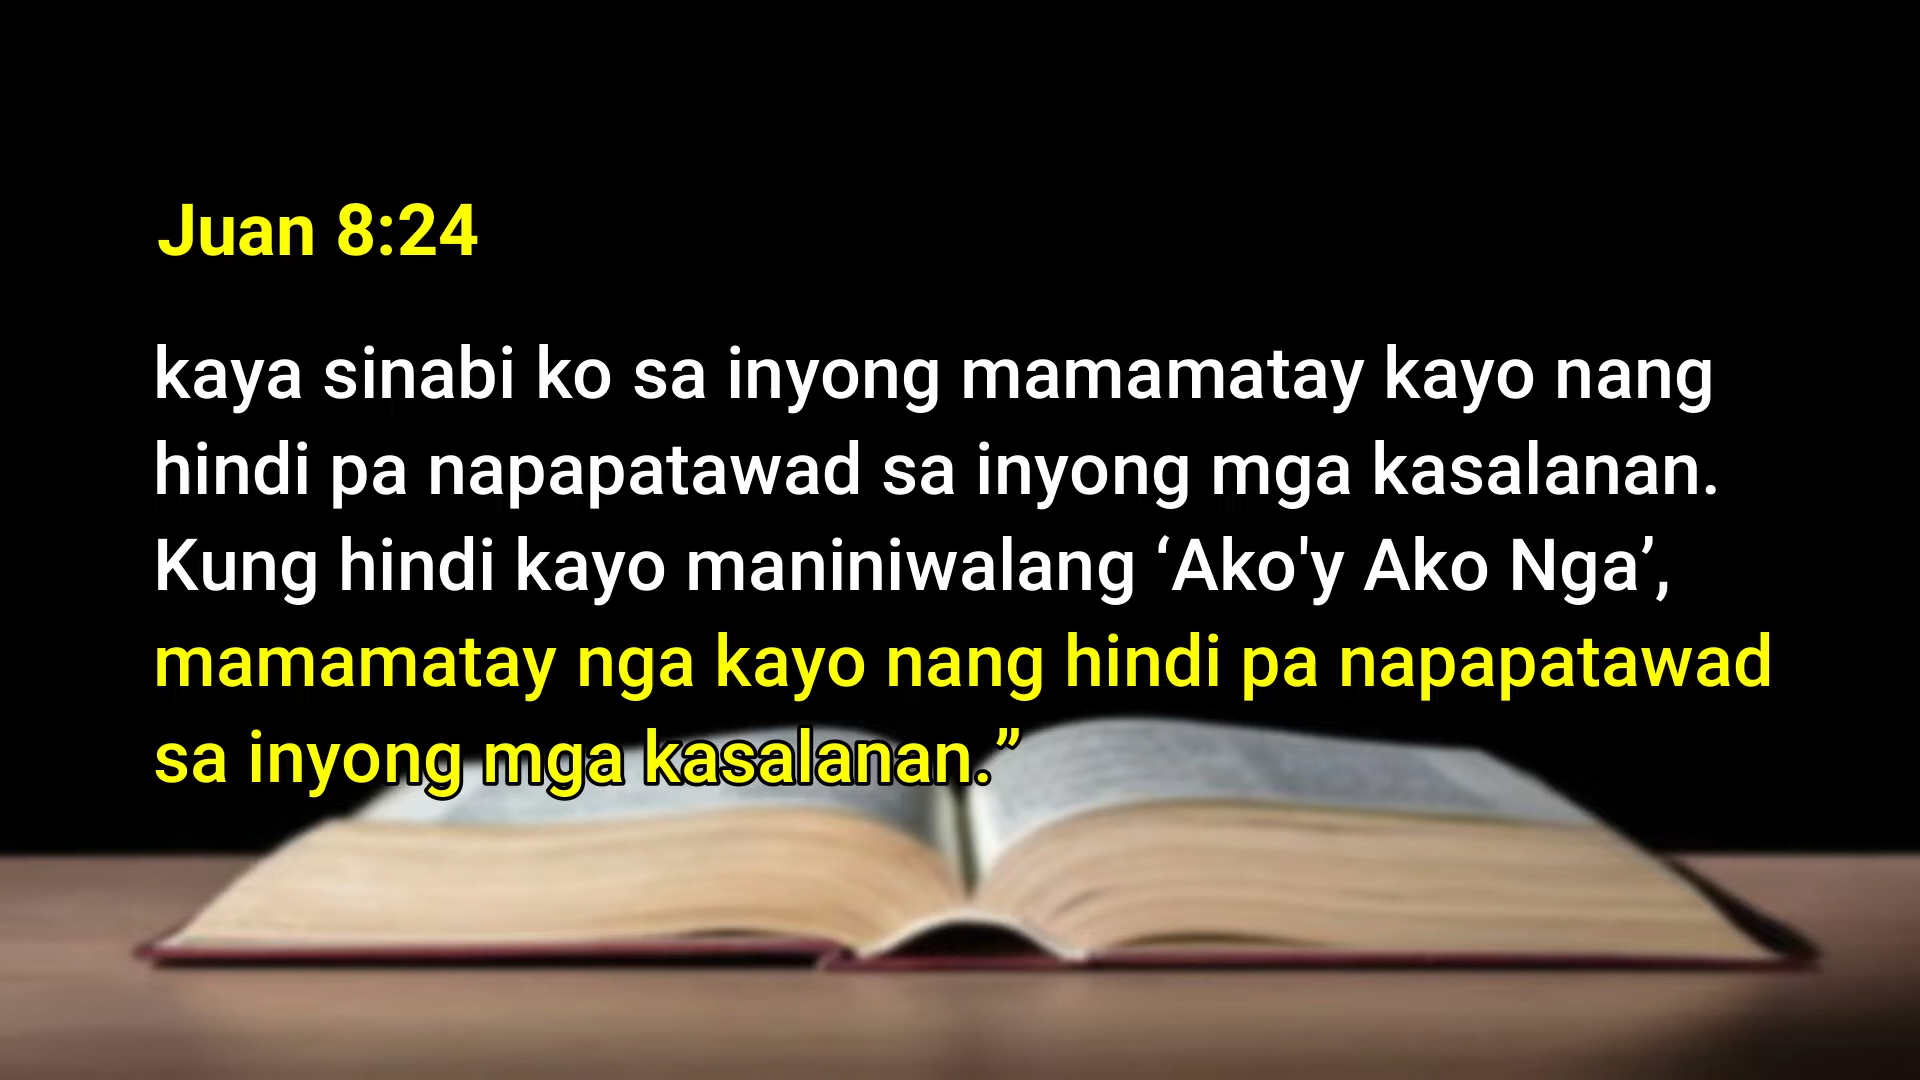 Juan 8:24
kaya sinabi ko sa inyong mamamatay kayo nang
hindi pa napapatawad sa inyong mga kasalanan.
Kung hindi kayo maniniwalang ‘Ako'y Ako Nga’,
mamamatay nga kayo nang hindi pa napapatawad
sa inyong mga kasalanan.”